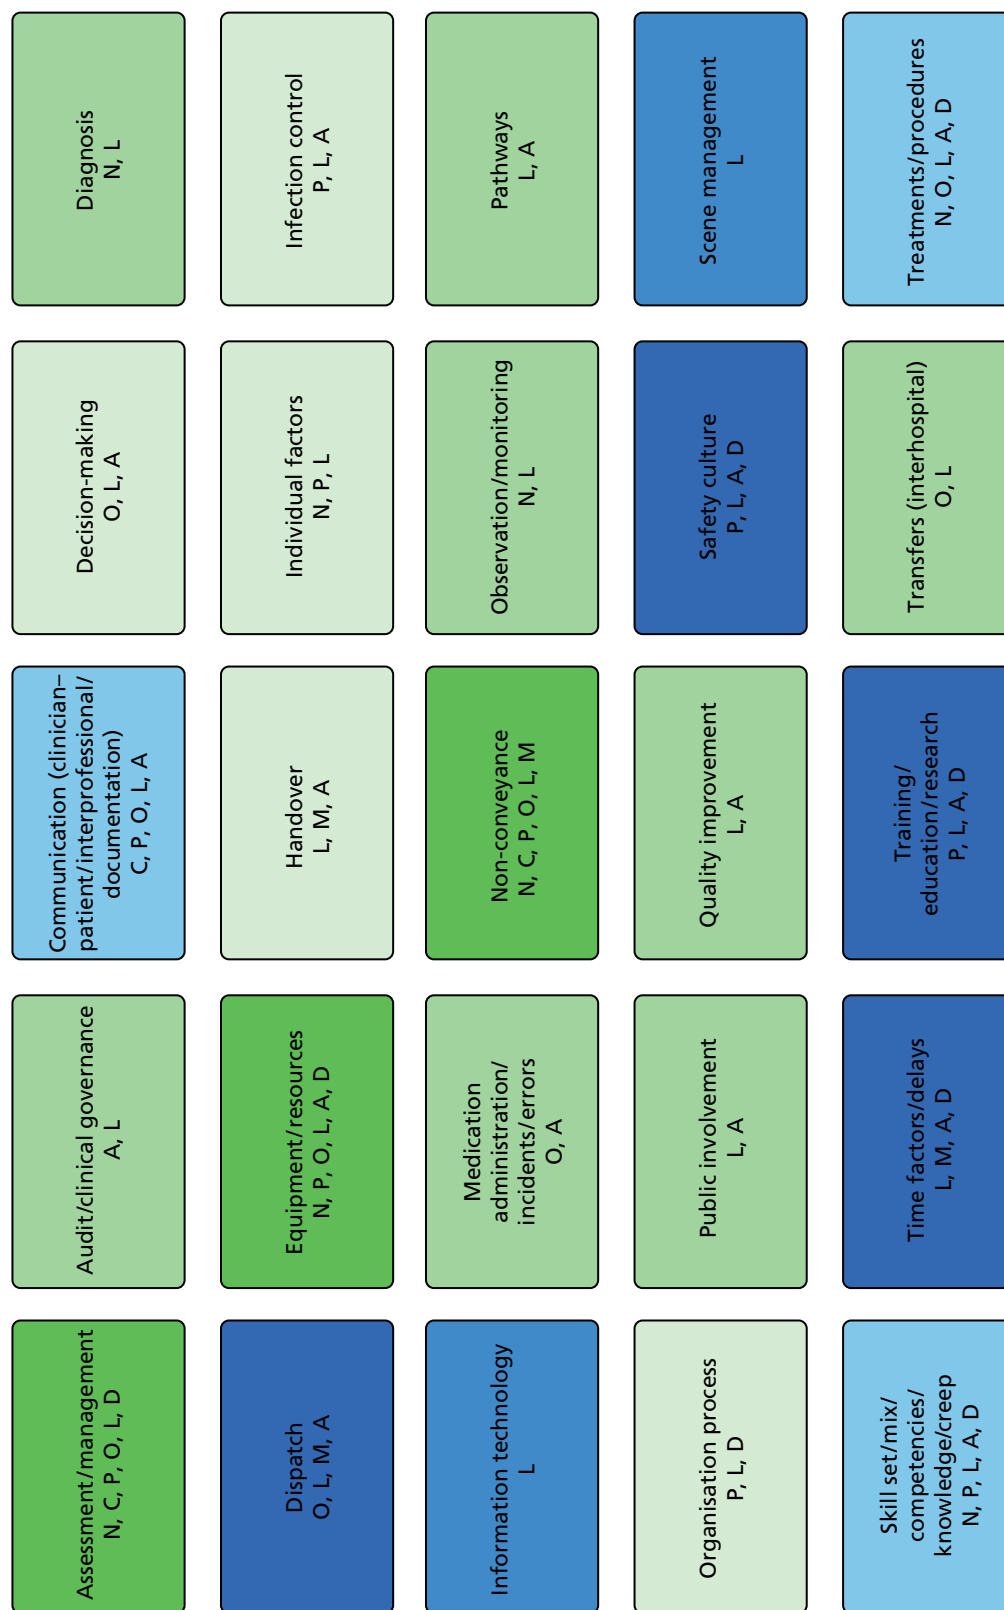 Assessment/management
N, C, P, O, L, D
Audit/clinical governance
A, L
Communication (clinician–
patient/interprofessional/
documentation)
C, P, O, L, A
Decision-making
O, L, A
Diagnosis
N, L
Dispatch
O, L, M, A
Equipment/resources
N, P, O, L, A, D
Handover
L, M, A
Individual factors
N, P, L
Infection control
P, L, A
Information technology
L
Medication
administration/
incidents/errors
O, A
Non-conveyance
N, C, P, O, L, M
Observation/monitoring
N, L
Pathways
L, A
Organisation process
P, L, D
Public involvement
L, A
Quality improvement
L, A
Safety culture
P, L, A, D
Scene management
L
Skill set/mix/
competencies/
knowledge/creep
N, P, L, A, D
Time factors/delays
L, M, A, D
Training/
education/research
P, L, A, D
Transfers (interhospital)
O, L
Treatments/procedures
N, O, L, A, D